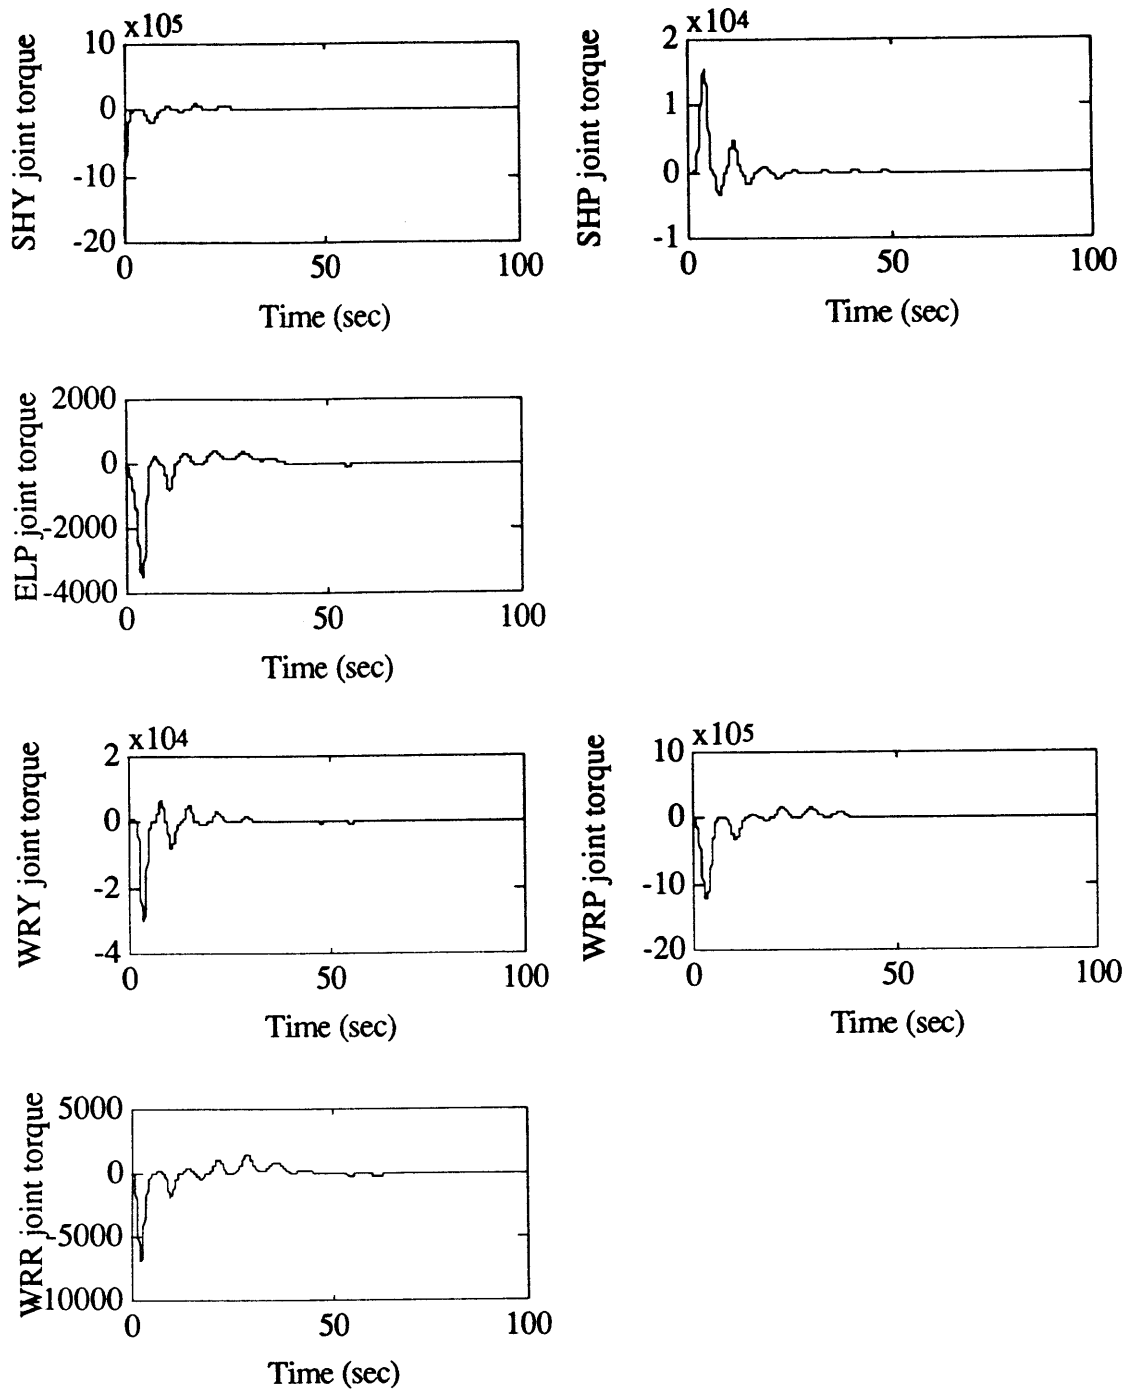 x10⁵
10
0
-10
-20
SHY joint torque
0 50 100
Time (sec)
x10⁴
2
1
0
-1
SHP joint torque
0 50 100
Time (sec)
2000
0
-2000
-4000
ELP joint torque
0 50 100
Time (sec)
x10⁴
2
0
-2
-4
WRY joint torque
0 50 100
Time (sec)
x10⁵
10
0
-10
-20
WRP joint torque
0 50 100
Time (sec)
5000
0
-5000
10000
WRR joint torque
0 50 100
Time (sec)